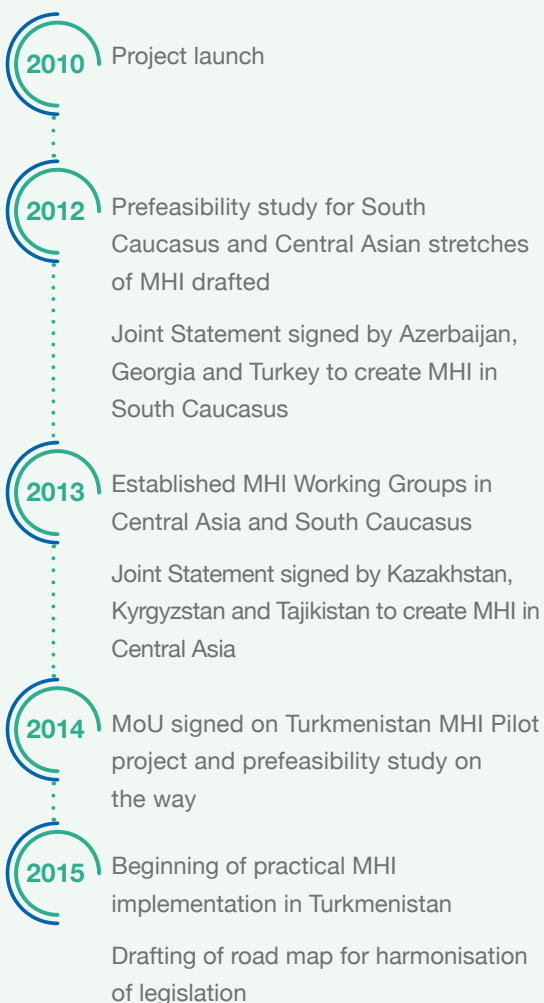 2010
Project launch
2012
Prefeasibility study for South
Caucasus and Central Asian stretches
of MHI drafted
Joint Statement signed by Azerbaijan,
Georgia and Turkey to create MHI in
South Caucasus
2013
Established MHI Working Groups in
Central Asia and South Caucasus
Joint Statement signed by Kazakhstan,
Kyrgyzstan and Tajikistan to create MHI in
Central Asia
2014
MoU signed on Turkmenistan MHI Pilot
project and prefeasibility study on
the way
2015
Beginning of practical MHI
implementation in Turkmenistan
Drafting of road map for harmonisation
of legislation